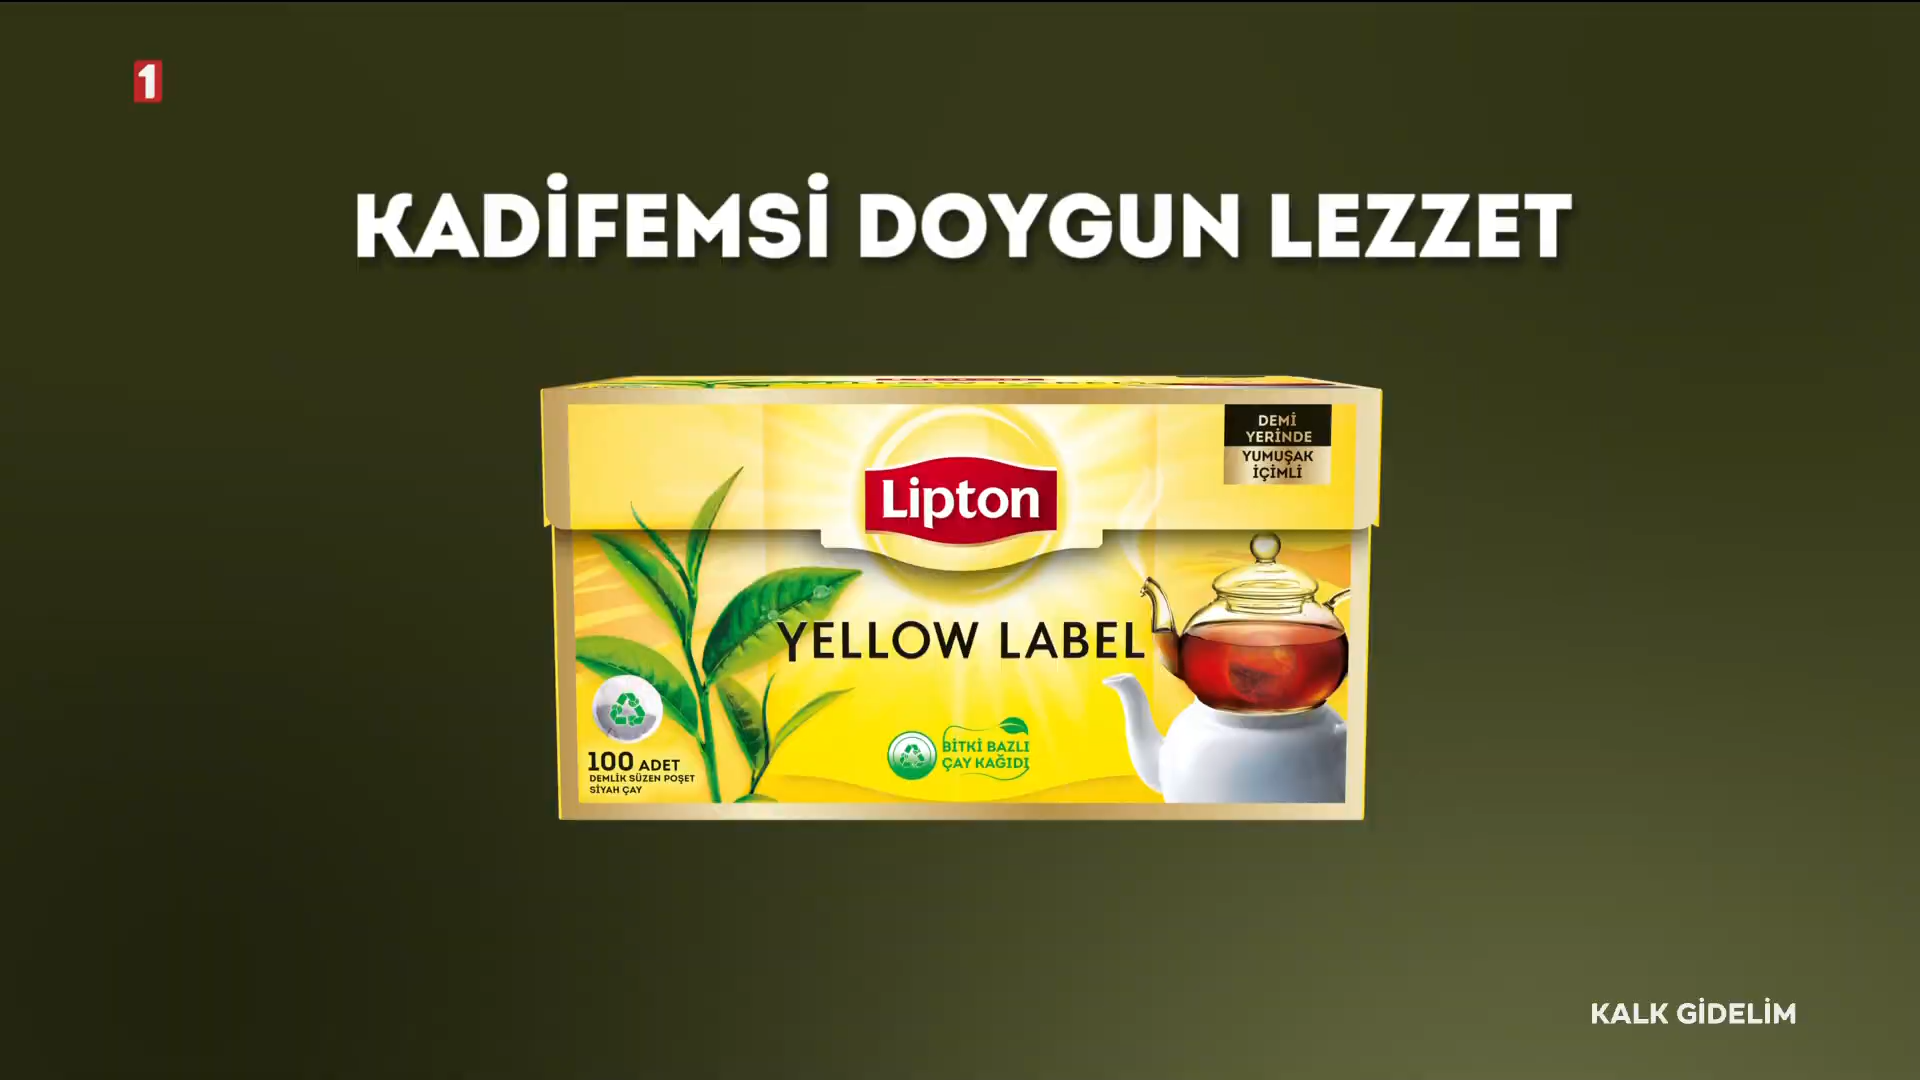 1
KADİFEMSİ DOYGUN LEZZET
DEMİ
YERİNDE
YUMUŞAK
İÇİMLİ
Lipton
YELLOW LABEL
BİTKİ BAZLI
ÇAY KAĞIDI
100 ADET
DEMLİK SÜZEN POŞET
SİYAH ÇAY
KALK GİDELİM